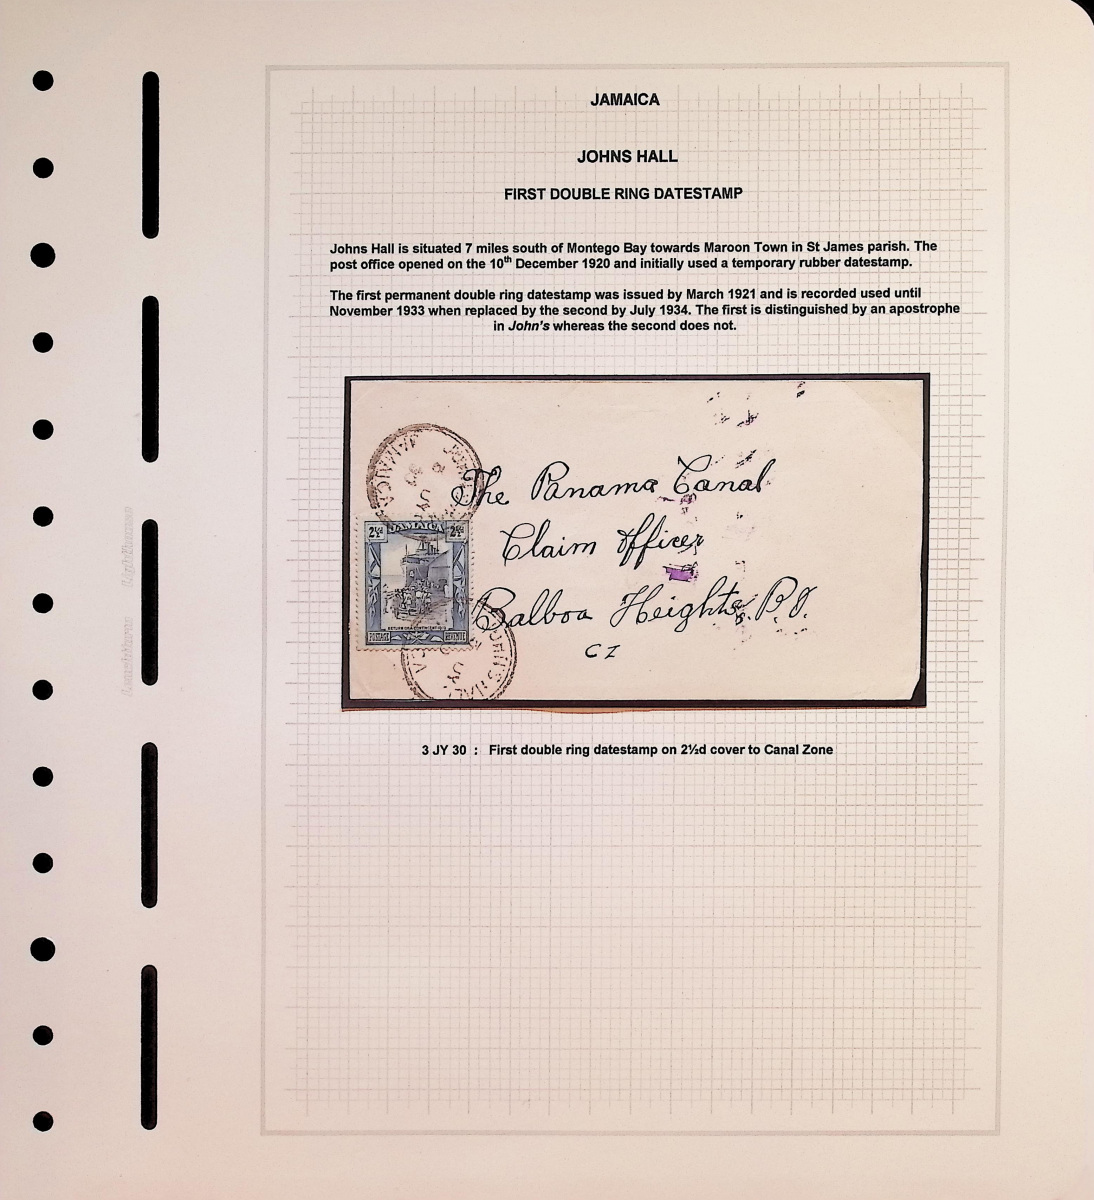 JAMAICA
JOHNS HALL
FIRST DOUBLE RING DATESTAMP
Johns Hall is situated 7 miles south of Montego Bay towards Maroon Town in St James parish. The
post office opened on the 10th December 1920 and initially used a temporary rubber datestamp.
The first permanent double ring datestamp was issued by March 1921 and is recorded used until
November 1933 when replaced by the second by July 1934. The first is distinguished by an apostrophe
in John's whereas the second does not.
JAMAICA
The Panama Canal
JAMAICA
2½d 2½d
Claim Officer
Balboa Heights. P.
POSTAGE REVENUE
JOHN'S HALL
CZ
3 JY 30 : First double ring datestamp on 2½d cover to Canal Zone